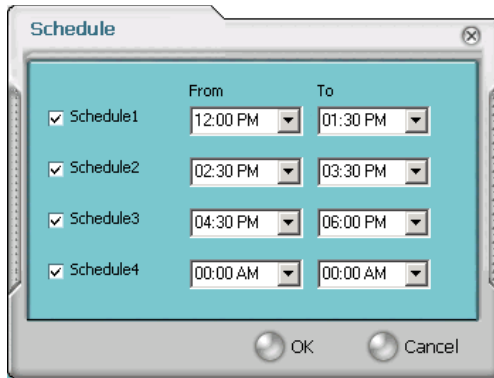 Schedule
From To
Schedule1 12:00 PM 01:30 PM
Schedule2 02:30 PM 03:30 PM
Schedule3 04:30 PM 06:00 PM
Schedule4 00:00 AM 00:00 AM
OK Cancel